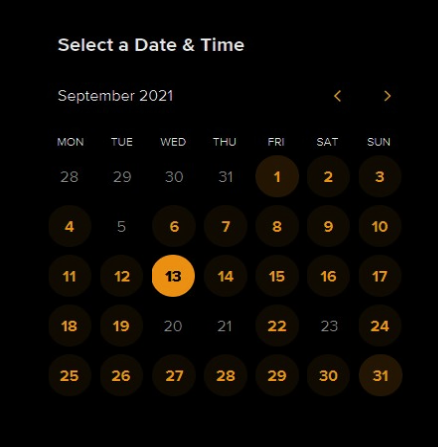 Select a Date & Time
September 2021
MON TUE WED THU FRI SAT SUN
28 29 30 31 1 2 3
4 5 6 7 8 9 10
11 12 13 14 15 16 17
18 19 20 21 22 23 24
25 26 27 28 29 30 31